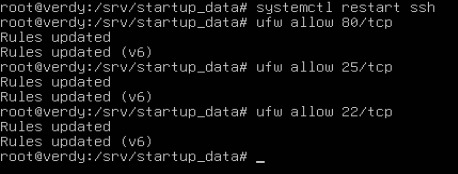 root@verdy:/srv/startup_data# systemctl restart ssh
root@verdy:/srv/startup_data# ufw allow 80/tcp
Rules updated
Rules updated (v6)
root@verdy:/srv/startup_data# ufw allow 25/tcp
Rules updated
Rules updated (v6)
root@verdy:/srv/startup_data# ufw allow 22/tcp
Rules updated
Rules updated (v6)
root@verdy:/srv/startup_data# _